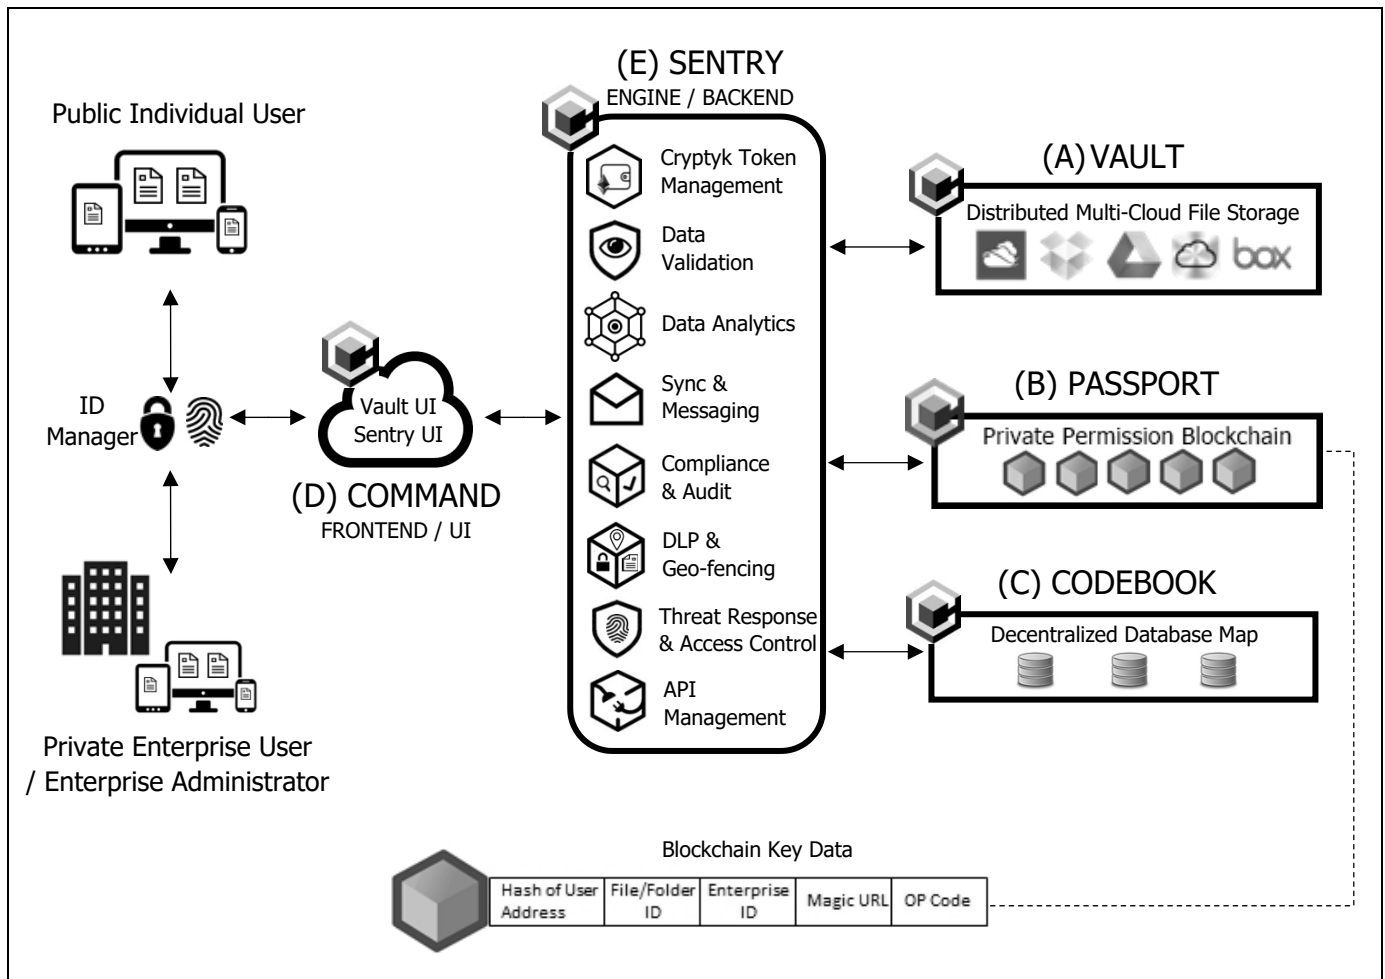 Public Individual User
ID
Manager
Private Enterprise User
/ Enterprise Administrator
Vault UI
Sentry UI
(D) COMMAND
FRONTEND / UI
(E) SENTRY
ENGINE / BACKEND
Cryptyk Token
Management
Data
Validation
Data Analytics
Sync &
Messaging
Compliance
& Audit
DLP &
Geo-fencing
Threat Response
& Access Control
API
Management
(A) VAULT
Distributed Multi-Cloud File Storage
box
(B) PASSPORT
Private Permission Blockchain
(C) CODEBOOK
Decentralized Database Map
Blockchain Key Data
Hash of User
Address
File/Folder
ID
Enterprise
ID
Magic URL
OP Code